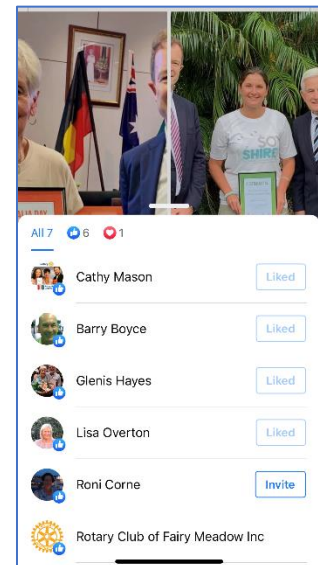 SHIRE
All 7 6 1
Cathy Mason Liked
Barry Boyce Liked
Glenis Hayes Liked
Lisa Overton Liked
Roni Corne Invite
Rotary Club of Fairy Meadow Inc